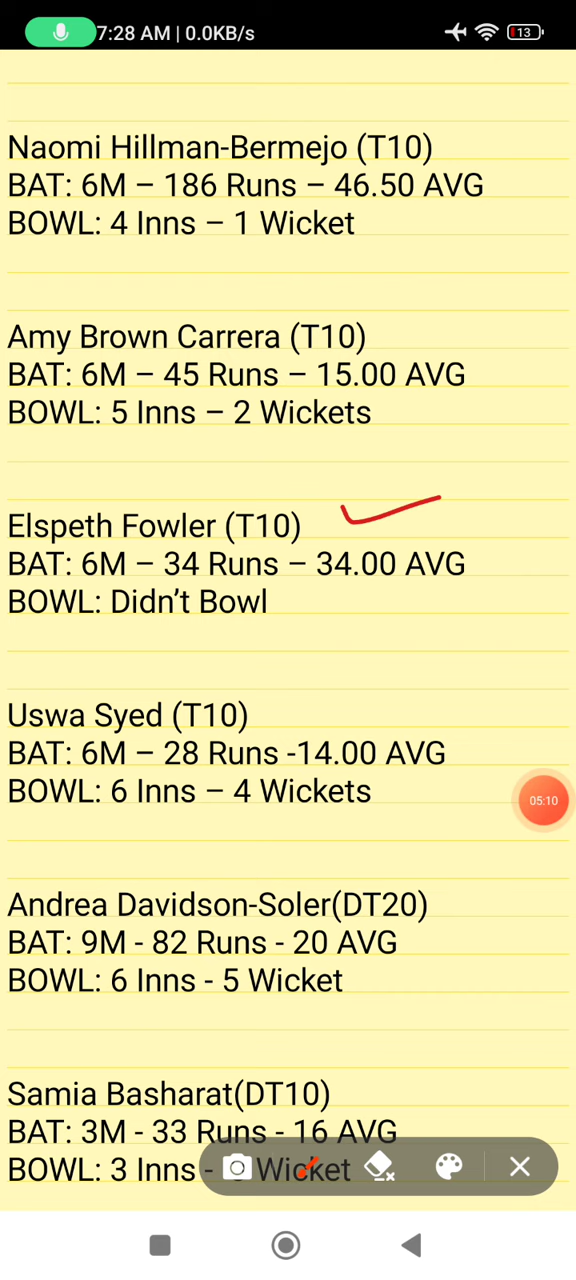 7:28 AM | 0.0KB/s
13
Naomi Hillman-Bermejo (T10)
BAT: 6M – 186 Runs – 46.50 AVG
BOWL: 4 Inns – 1 Wicket
Amy Brown Carrera (T10)
BAT: 6M – 45 Runs – 15.00 AVG
BOWL: 5 Inns – 2 Wickets
Elspeth Fowler (T10)
BAT: 6M – 34 Runs – 34.00 AVG
BOWL: Didn’t Bowl
Uswa Syed (T10)
BAT: 6M – 28 Runs -14.00 AVG
BOWL: 6 Inns – 4 Wickets
05:10
Andrea Davidson-Soler(DT20)
BAT: 9M - 82 Runs - 20 AVG
BOWL: 6 Inns - 5 Wicket
Samia Basharat(DT10)
BAT: 3M - 33 Runs - 16 AVG
BOWL: 3 Inns - Wicket